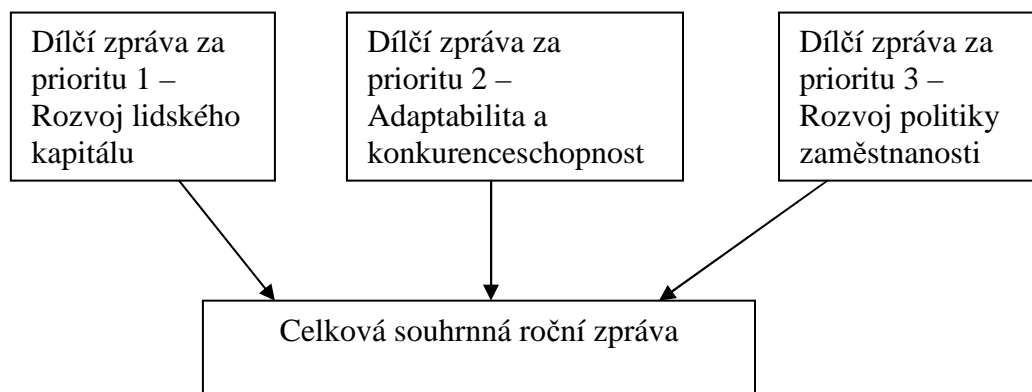 Dílčí zpráva za
prioritu 1 –
Rozvoj lidského
kapitálu
Dílčí zpráva za
prioritu 2 –
Adaptabilita a
konkurenceschopnost
Dílčí zpráva za
prioritu 3 –
Rozvoj politiky
zaměstnanosti
Celková souhrnná roční zpráva